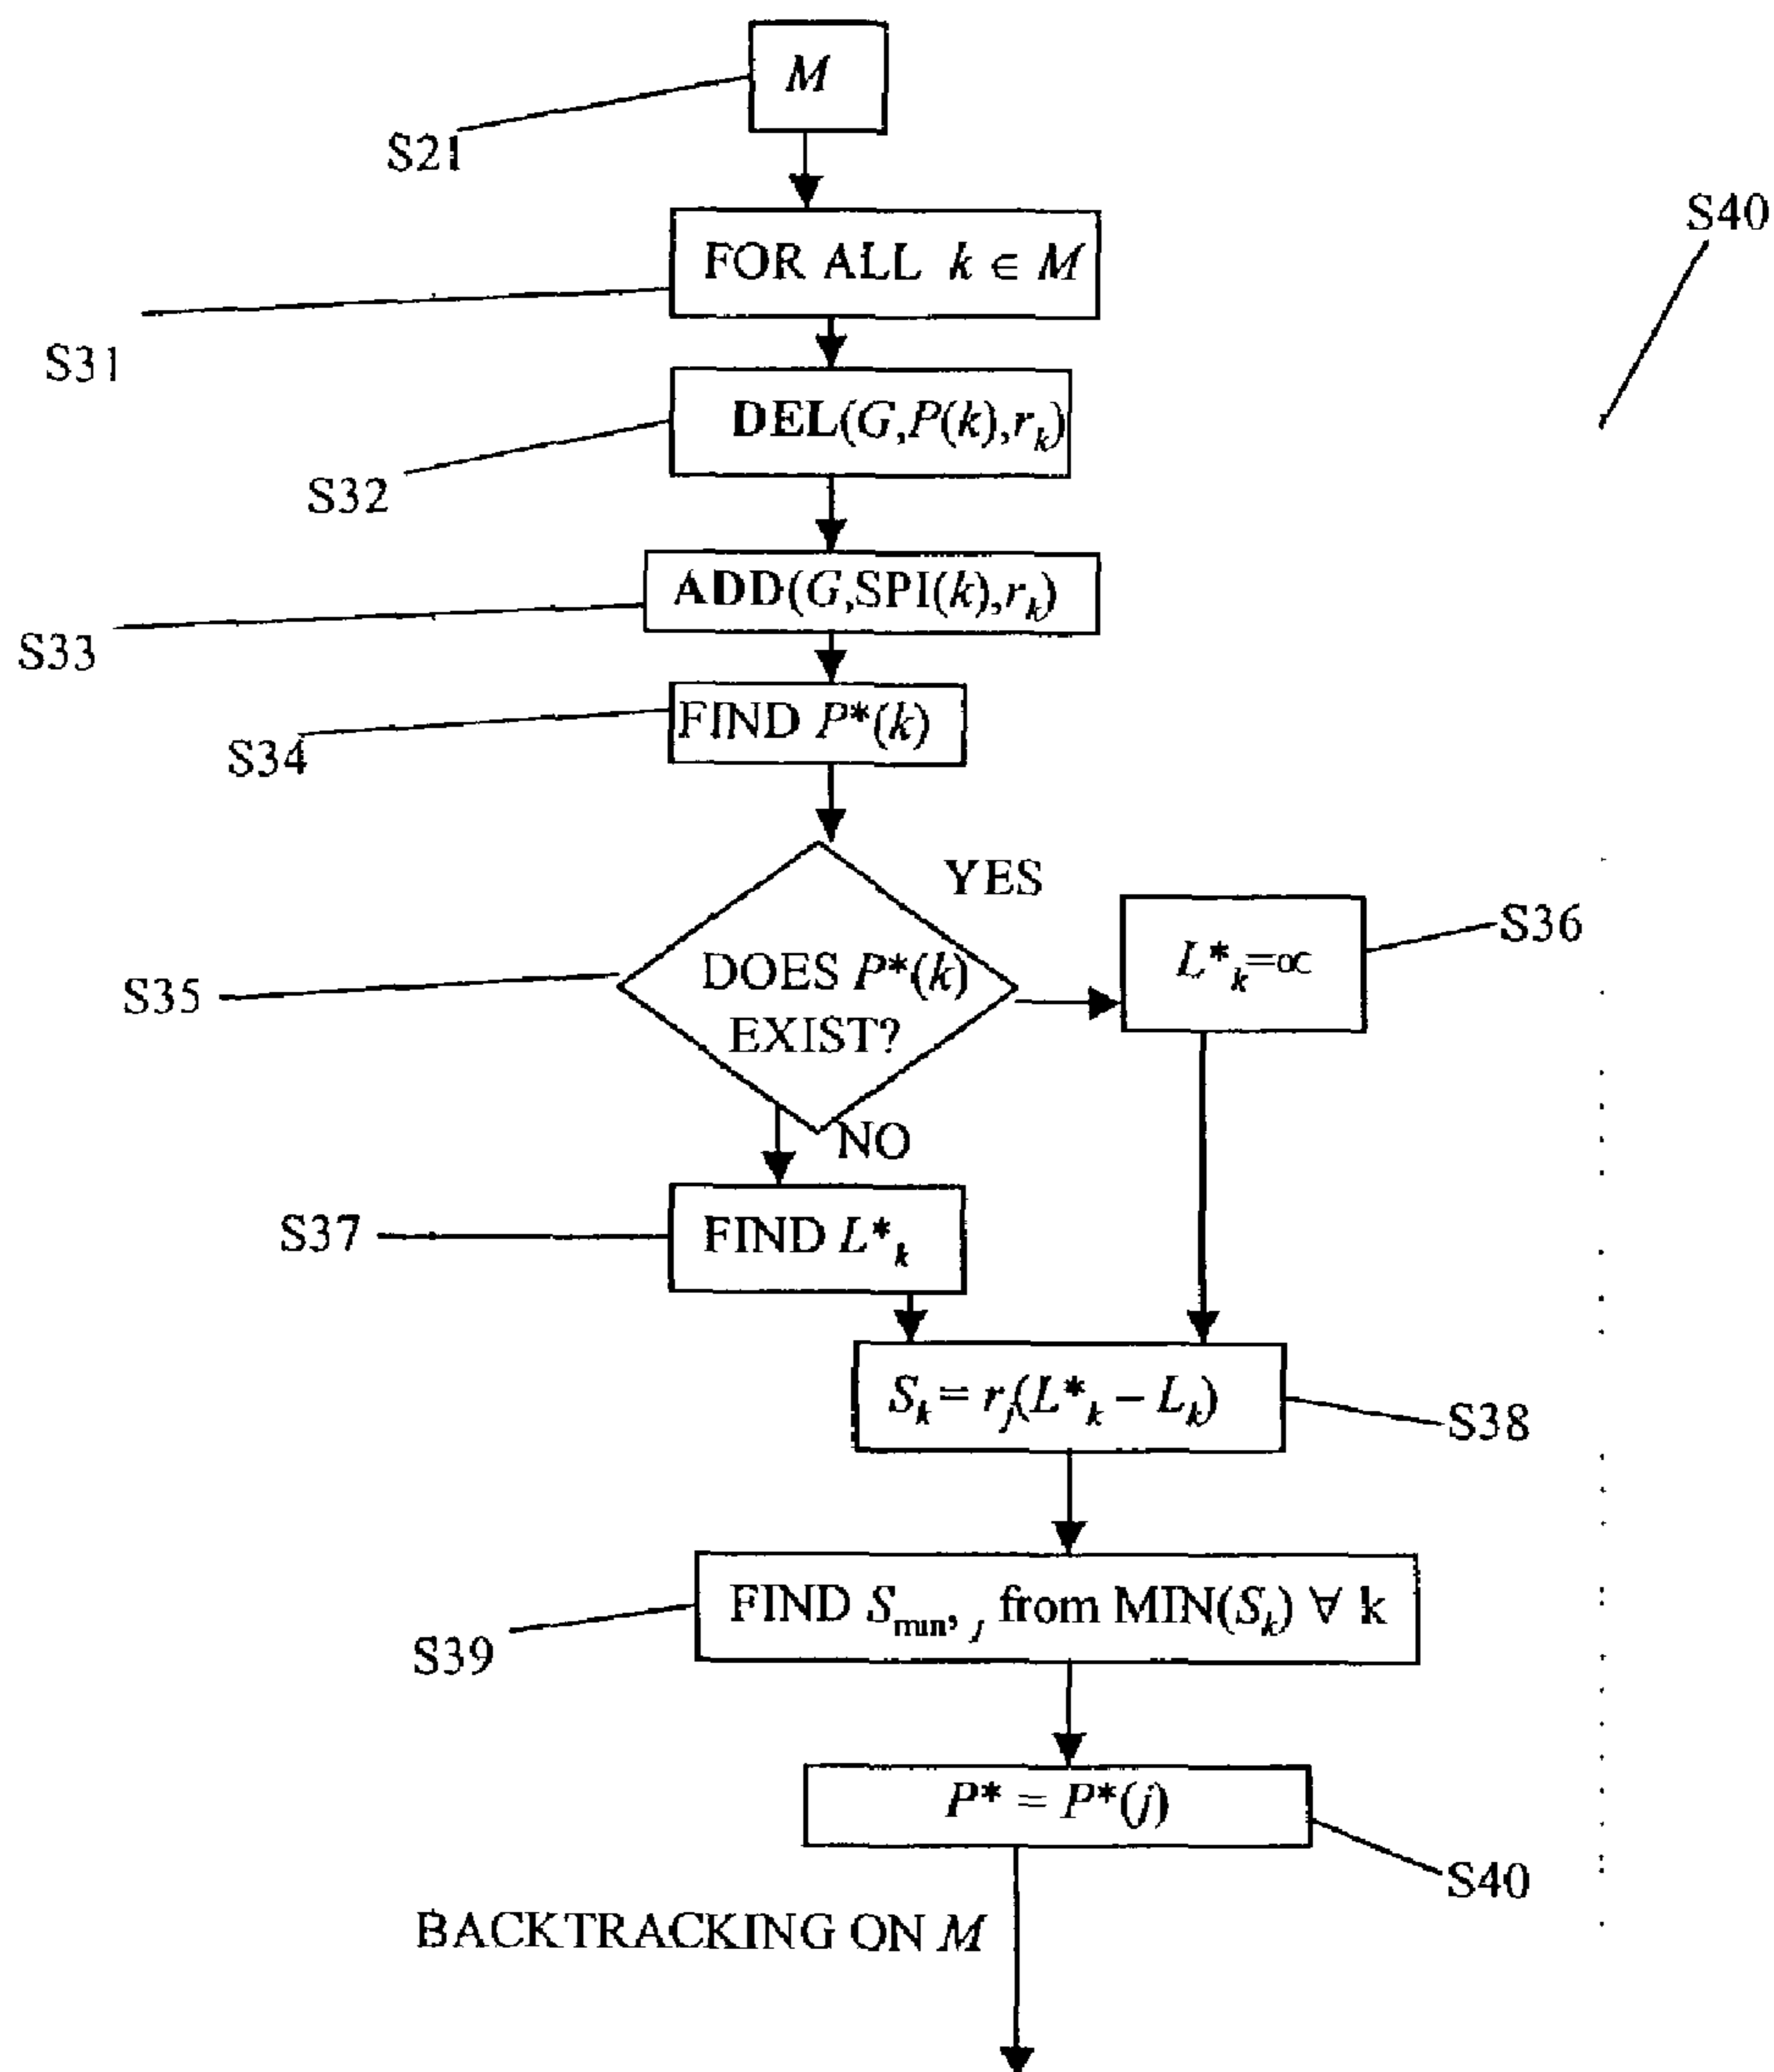 M
S21
S40
FOR ALL k ∈ M
S31
DEL(G,P(k),r_k)
S32
ADD(G,SPI(k),r_k)
S33
FIND P*(k)
S34
YES
S36
L*_k=∝
DOES P*(k)
EXIST?
S35
NO
S37
FIND L*_k
S_k = r_j(L*_k – L_k)
S38
FIND S_min, j from MIN(S_k) ∀ k
S39
P* = P*(j)
S40
BACKTRACKING ON M